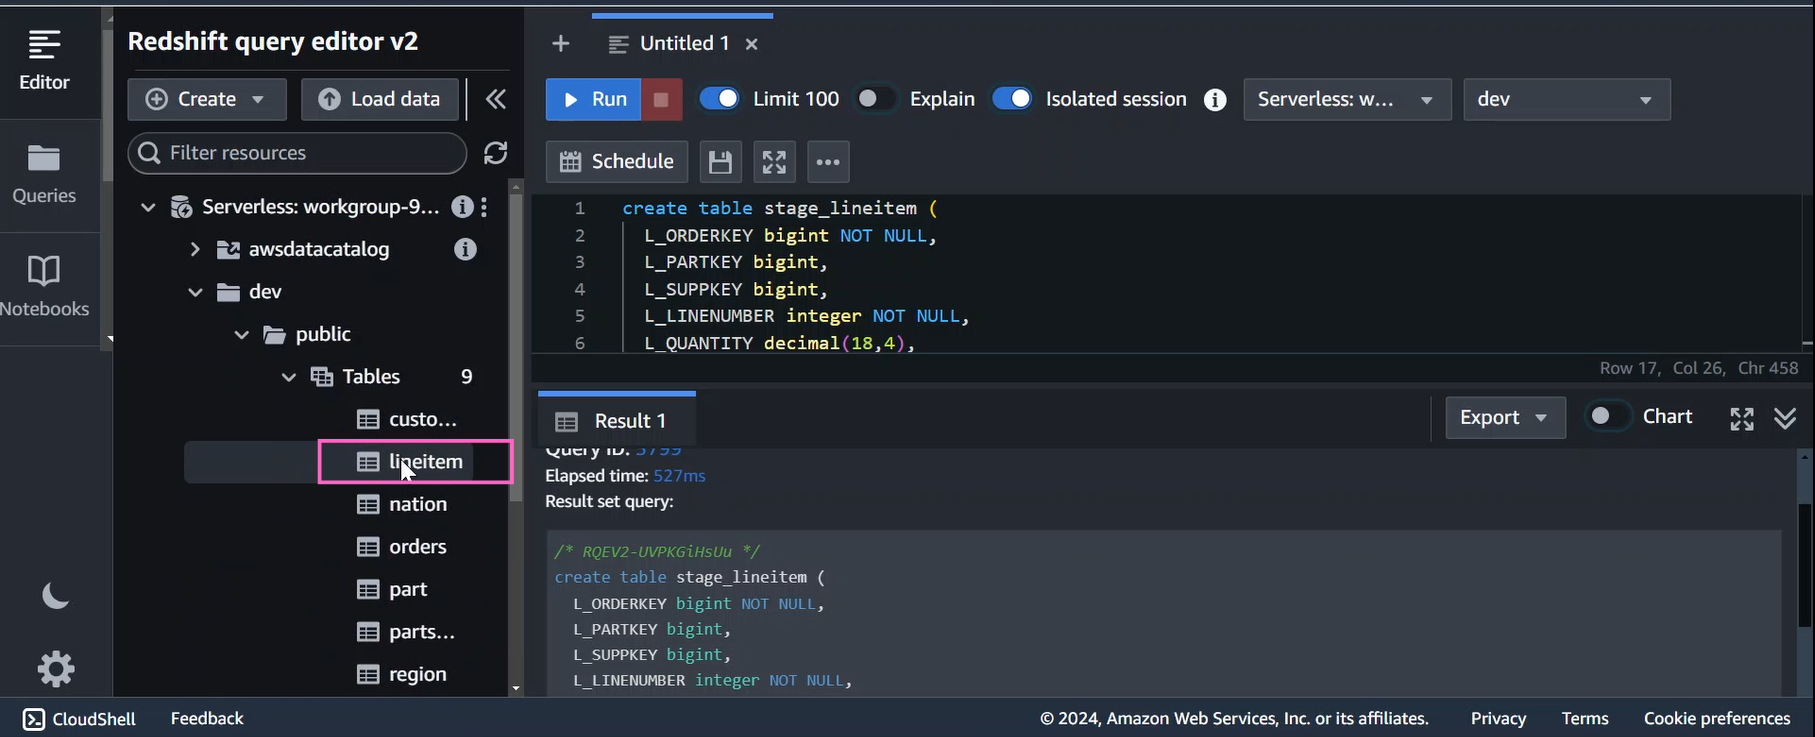 Editor
Queries
Notebooks
Redshift query editor v2
Create
Load data
Filter resources
Serverless: workgroup-9...
awsdatacatalog
dev
public
Tables 9
custo...
lineitem
nation
orders
part
parts...
region
Untitled 1
Run
Limit 100
Explain
Isolated session
Serverless: w...
dev
Schedule
1 create table stage_lineitem (
2 L_ORDERKEY bigint NOT NULL,
3 L_PARTKEY bigint,
4 L_SUPPKEY bigint,
5 L_LINENUMBER integer NOT NULL,
6 L_QUANTITY decimal(18,4),
Row 17, Col 26, Chr 458
Result 1
Export
Chart
Query ID: 3799
Elapsed time: 527ms
Result set query:
/* RQEV2-UVPKGiHsUu */
create table stage_lineitem (
L_ORDERKEY bigint NOT NULL,
L_PARTKEY bigint,
L_SUPPKEY bigint,
L_LINENUMBER integer NOT NULL,
CloudShell
Feedback
© 2024, Amazon Web Services, Inc. or its affiliates.
Privacy
Terms
Cookie preferences